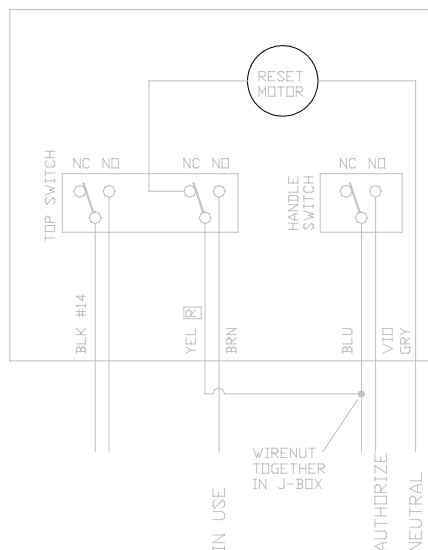 RESET
MOTOR
NC NO
NC NO
NC NO
TOP SWITCH
HANDLE
SWITCH
BLK #14
YEL R
BRN
BLU
VIO
GRY
WIRENUT
TOGETHER
IN J-BOX
IN USE
AUTHORIZE
NEUTRAL